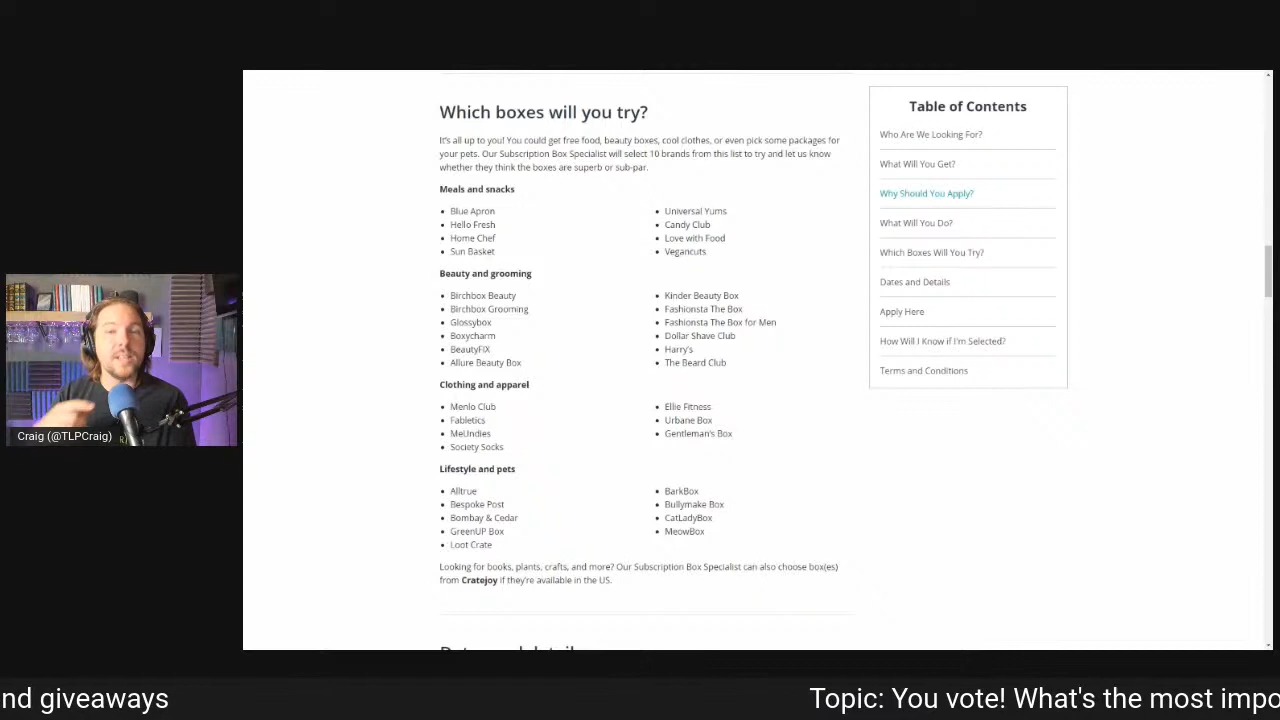 Which boxes will you try?
It's all up to you! You could get free food, beauty boxes, cool clothes, or even pick some packages for
your pets. Our Subscription Box Specialist will select 10 brands from this list to try and let us know
whether they think the boxes are superb or sub-par.
Meals and snacks
Blue Apron
Hello Fresh
Home Chef
Sun Basket
Universal Yums
Candy Club
Love with Food
Vegancuts
Beauty and grooming
Birchbox Beauty
Birchbox Grooming
Glossybox
Boxycharm
BeautyFIX
Allure Beauty Box
Kinder Beauty Box
Fashionsta The Box
Fashionsta The Box for Men
Dollar Shave Club
Harry's
The Beard Club
Clothing and apparel
Menlo Club
Fabletics
MeUndies
Society Socks
Ellie Fitness
Urbane Box
Gentleman's Box
Lifestyle and pets
Alltrue
Bespoke Post
Bombay & Cedar
GreenUP Box
Loot Crate
BarkBox
Bullymake Box
CatLadyBox
MeowBox
Looking for books, plants, crafts, and more? Our Subscription Box Specialist can also choose box(es)
from Cratejoy if they're available in the US.
Table of Contents
Who Are We Looking For?
What Will You Get?
Why Should You Apply?
What Will You Do?
Which Boxes Will You Try?
Dates and Details
Apply Here
How Will I Know if I'm Selected?
Terms and Conditions
Craig (@TLPCraig)
nd giveaways
Topic: You vote! What's the most impo